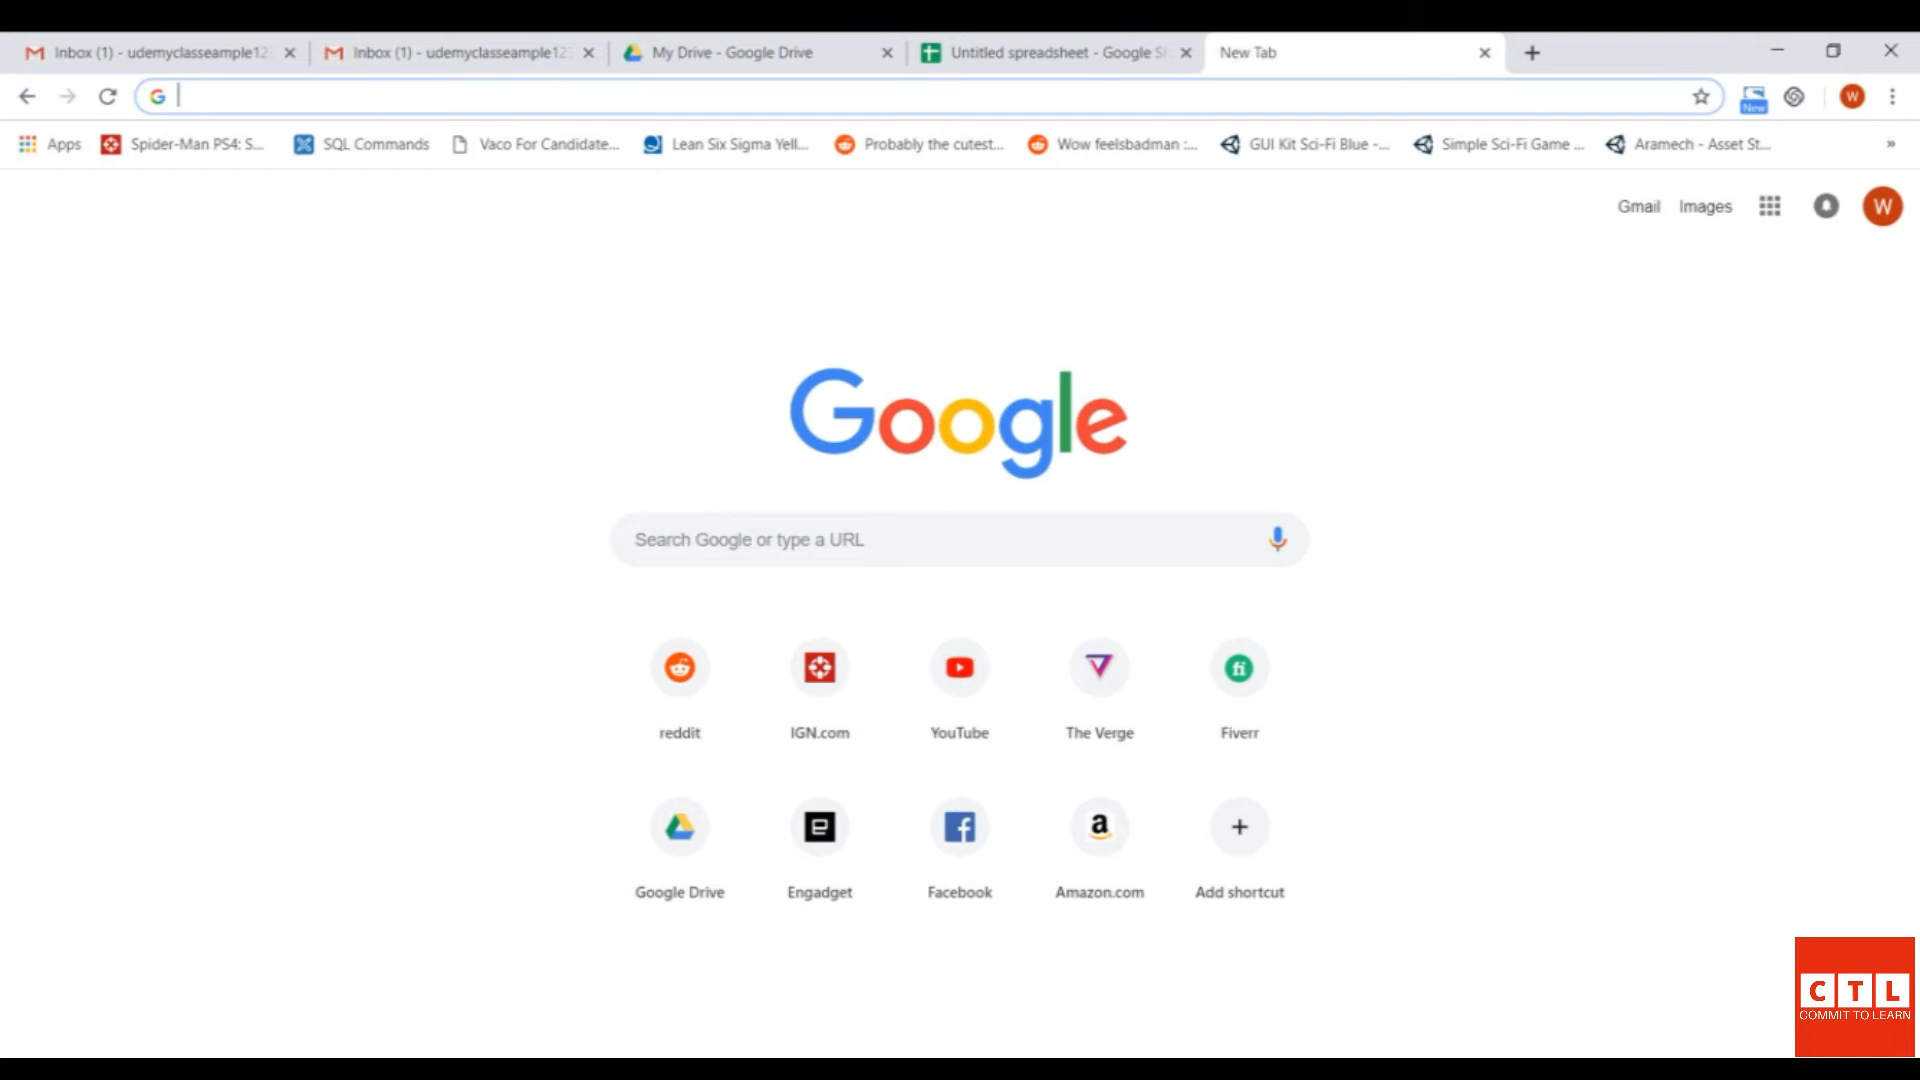 Inbox (1) - udemyclasseample12
Inbox (1) - udemyclasseample12
My Drive - Google Drive
Untitled spreadsheet - Google Sh
New Tab
Apps
Spider-Man PS4: S...
SQL Commands
Vaco For Candidate...
Lean Six Sigma Yell...
Probably the cutest...
Wow feelsbadman :...
GUI Kit Sci-Fi Blue -...
Simple Sci-Fi Game ...
Aramech - Asset St...
»
New
W
Gmail
Images
W
Google
Search Google or type a URL
reddit
IGN.com
YouTube
The Verge
Fiverr
Google Drive
Engadget
Facebook
Amazon.com
Add shortcut
CTL
COMMIT TO LEARN